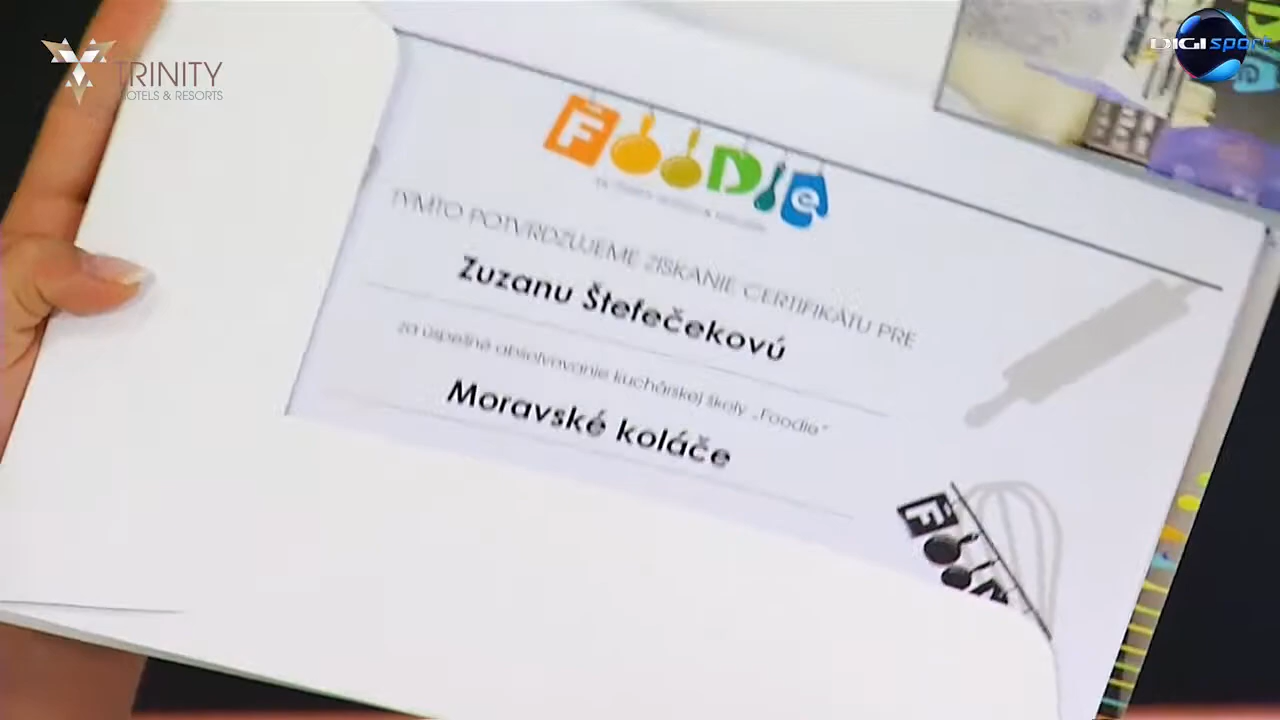 TRINITY
HOTELS & RESORTS
DIGI sport
FOODIE
TÝMTO POTVRDZUJEME ZÍSKANIE CERTIFIKÁTU PRE
Zuzanu Štefečekovú
za úspešné absolvovanie kuchárskej školy „Foodie“
Moravské koláče